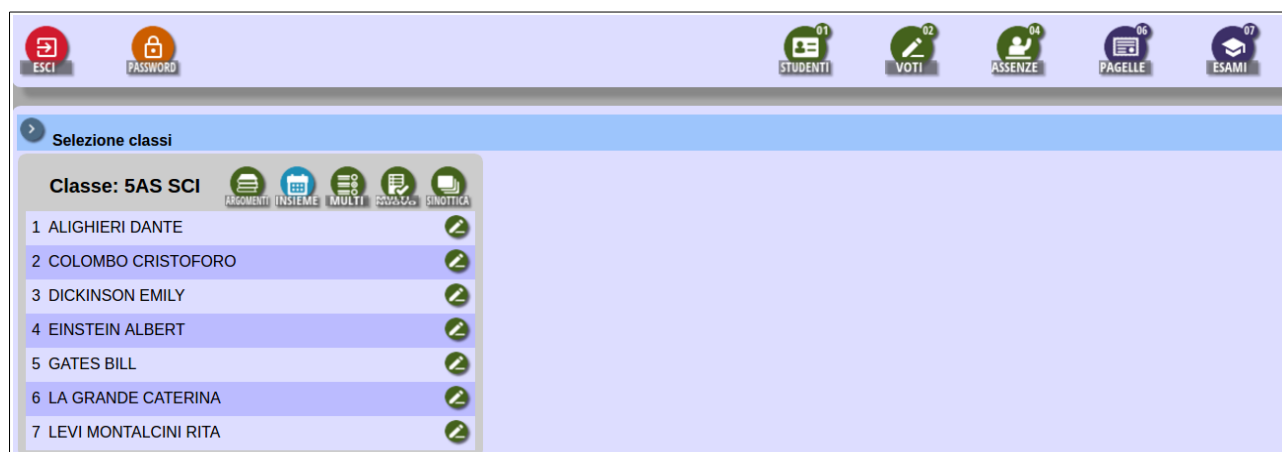 01 02 04 06 07
ESCI PASSWORD STUDENTI VOTI ASSENZE PAGELLE ESAMI
Selezione classi
Classe: 5AS SCI
ARGOMENTI INSIEME MULTI SINOTTICA
1 ALIGHIERI DANTE
2 COLOMBO CRISTOFORO
3 DICKINSON EMILY
4 EINSTEIN ALBERT
5 GATES BILL
6 LA GRANDE CATERINA
7 LEVI MONTALCINI RITA